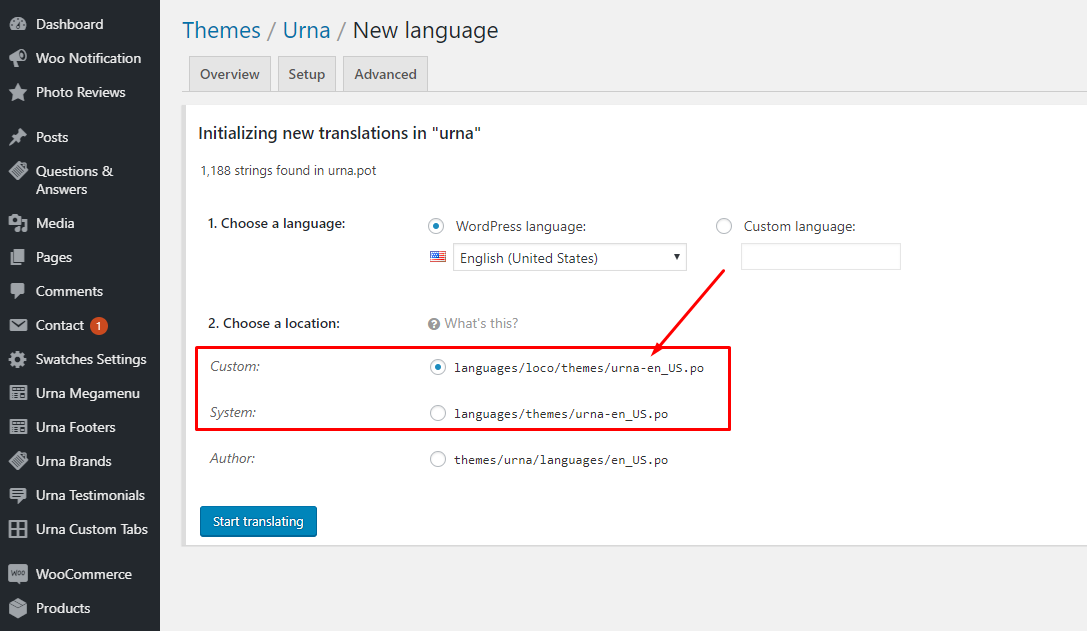 Dashboard
Woo Notification
Photo Reviews
Posts
Questions &
Answers
Media
Pages
Comments
Contact 1
Swatches Settings
Urna Megamenu
Urna Footers
Urna Brands
Urna Testimonials
Urna Custom Tabs
WooCommerce
Products
Themes / Urna / New language
Overview Setup Advanced
Initializing new translations in "urna"
1,188 strings found in urna.pot
1. Choose a language: WordPress language: Custom language:
English (United States)
2. Choose a location: ? What's this?
Custom: languages/loco/themes/urna-en_US.po
System: languages/themes/urna-en_US.po
Author: themes/urna/languages/en_US.po
Start translating